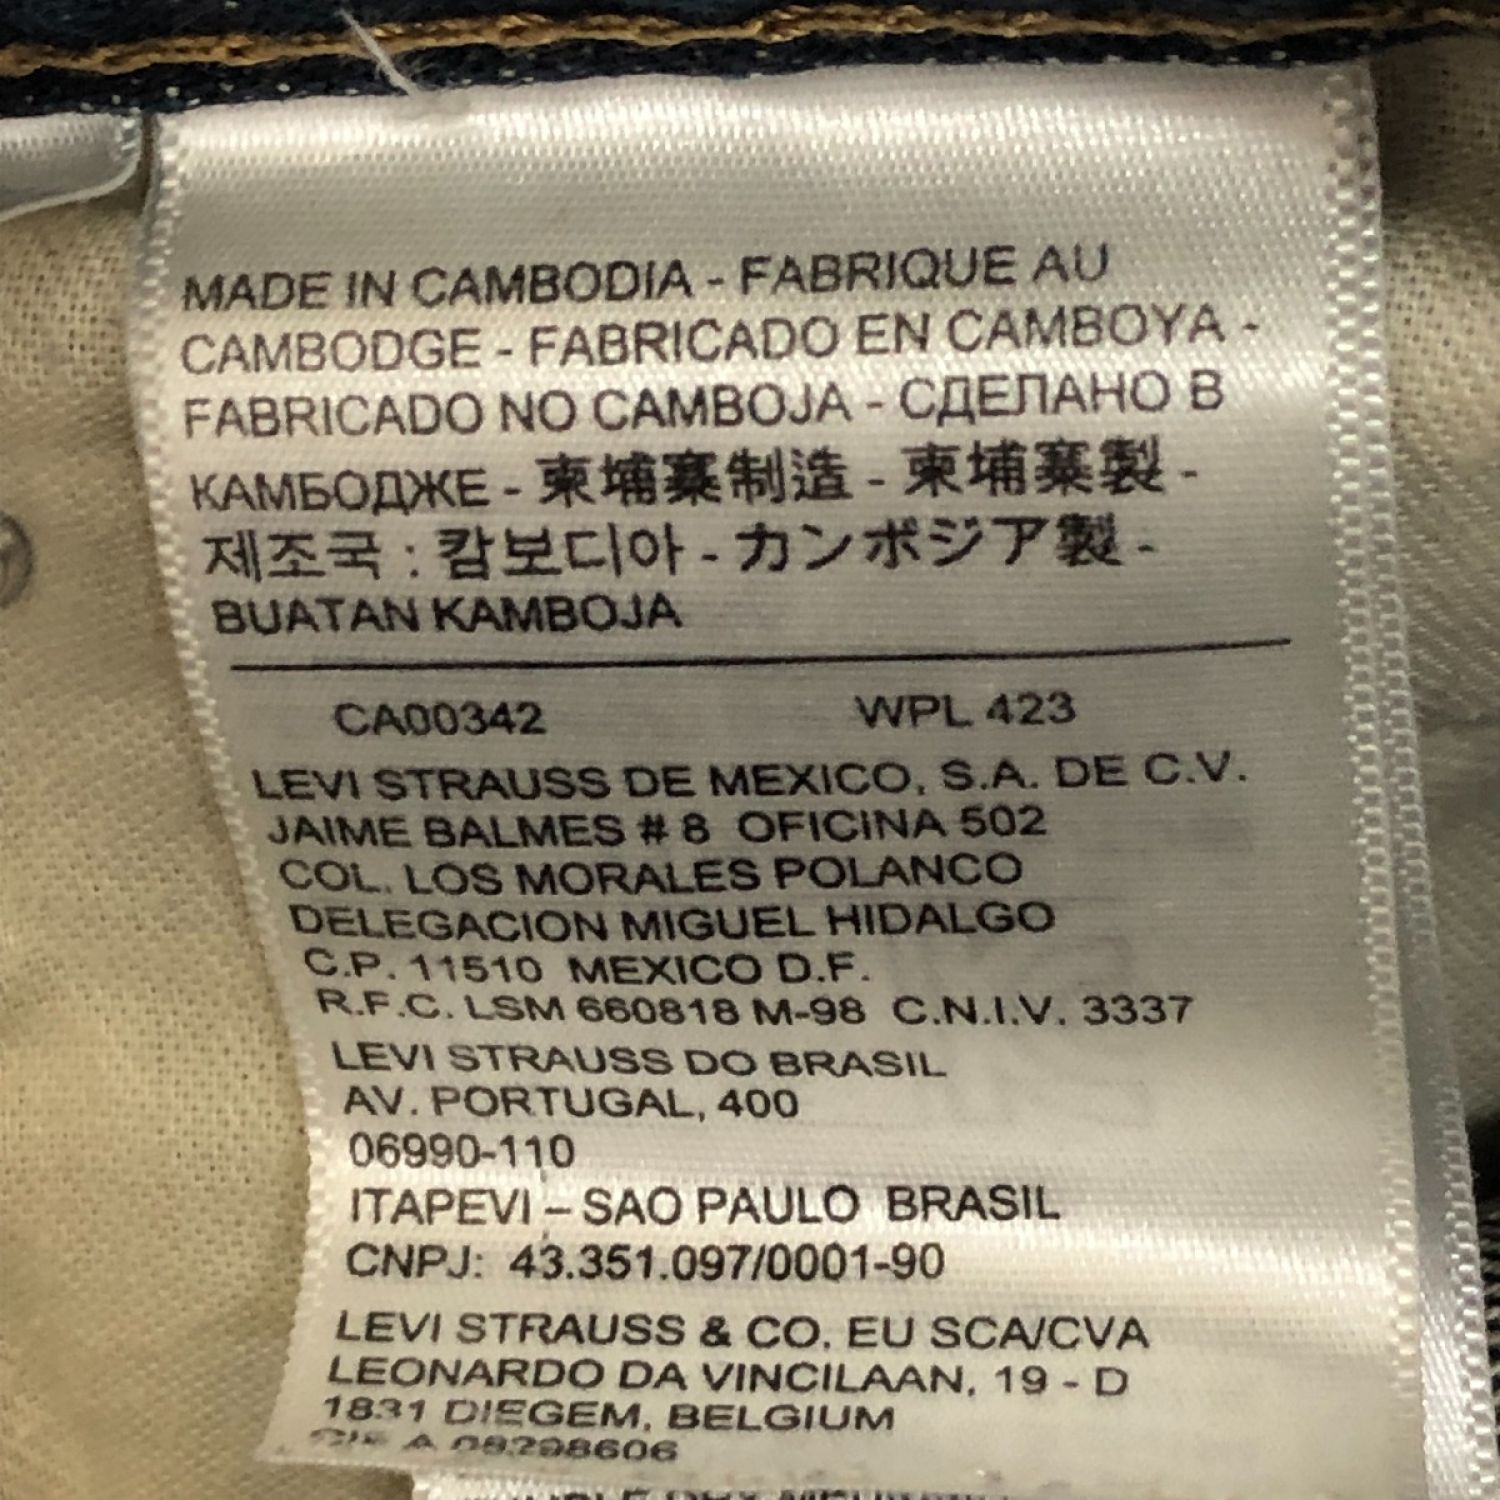 MADE IN CAMBODIA - FABRIQUE AU
CAMBODGE - FABRICADO EN CAMBOYA -
FABRICADO NO CAMBOJA - СДЕЛАНО В
КАМБОДЖЕ - 柬埔寨制造 - 柬埔寨製 -
제조국 : 캄보디아 - カンボジア製 -
BUATAN KAMBOJA
CA00342 WPL 423
LEVI STRAUSS DE MEXICO, S.A. DE C.V.
JAIME BALMES # 8 OFICINA 502
COL. LOS MORALES POLANCO
DELEGACION MIGUEL HIDALGO
C.P. 11510 MEXICO D.F.
R.F.C. LSM 660818 M-98 C.N.I.V. 3337
LEVI STRAUSS DO BRASIL
AV. PORTUGAL, 400
06990-110
ITAPEVI – SAO PAULO BRASIL
CNPJ: 43.351.097/0001-90
LEVI STRAUSS & CO. EU SCA/CVA
LEONARDO DA VINCILAAN, 19 - D
1831 DIEGEM, BELGIUM
CIF A 08298606